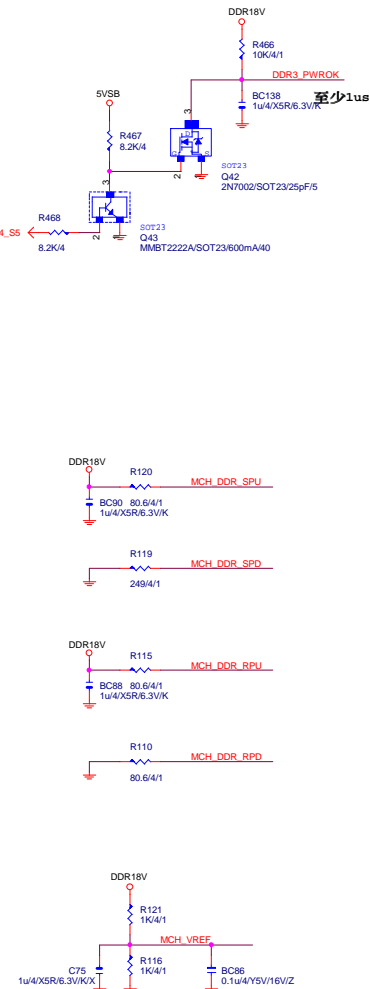 DDR18V
R466
10K/4/1
DDR3_PWROK
BC138
1u/4/X5R/6.3V/K
至少1us
5VSB
R467
8.2K/4
3
D
G
S
2
1
SOT23
Q42
2N7002/SOT23/25pF/5
3
R468
8.2K/4
4_S5
2
1
SOT23
Q43
MMBT2222A/SOT23/600mA/40
DDR18V
R120
MCH_DDR_SPU
BC90
80.6/4/1
1u/4/X5R/6.3V/K
R119
MCH_DDR_SPD
249/4/1
DDR18V
R115
MCH_DDR_RPU
BC88
80.6/4/1
1u/4/X5R/6.3V/K
R110
MCH_DDR_RPD
80.6/4/1
DDR18V
R121
1K/4/1
MCH_VREF
C75
1u/4/X5R/6.3V/K/X
R116
1K/4/1
BC86
0.1u/4/Y5V/16V/Z